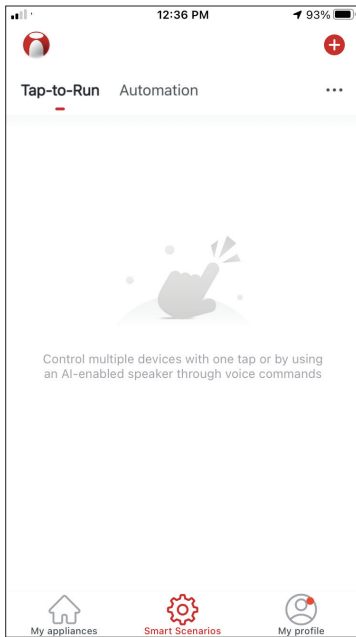 12:36 PM
93%
Tap-to-Run Automation
Control multiple devices with one tap or by using
an AI-enabled speaker through voice commands
My appliances Smart Scenarios My profile